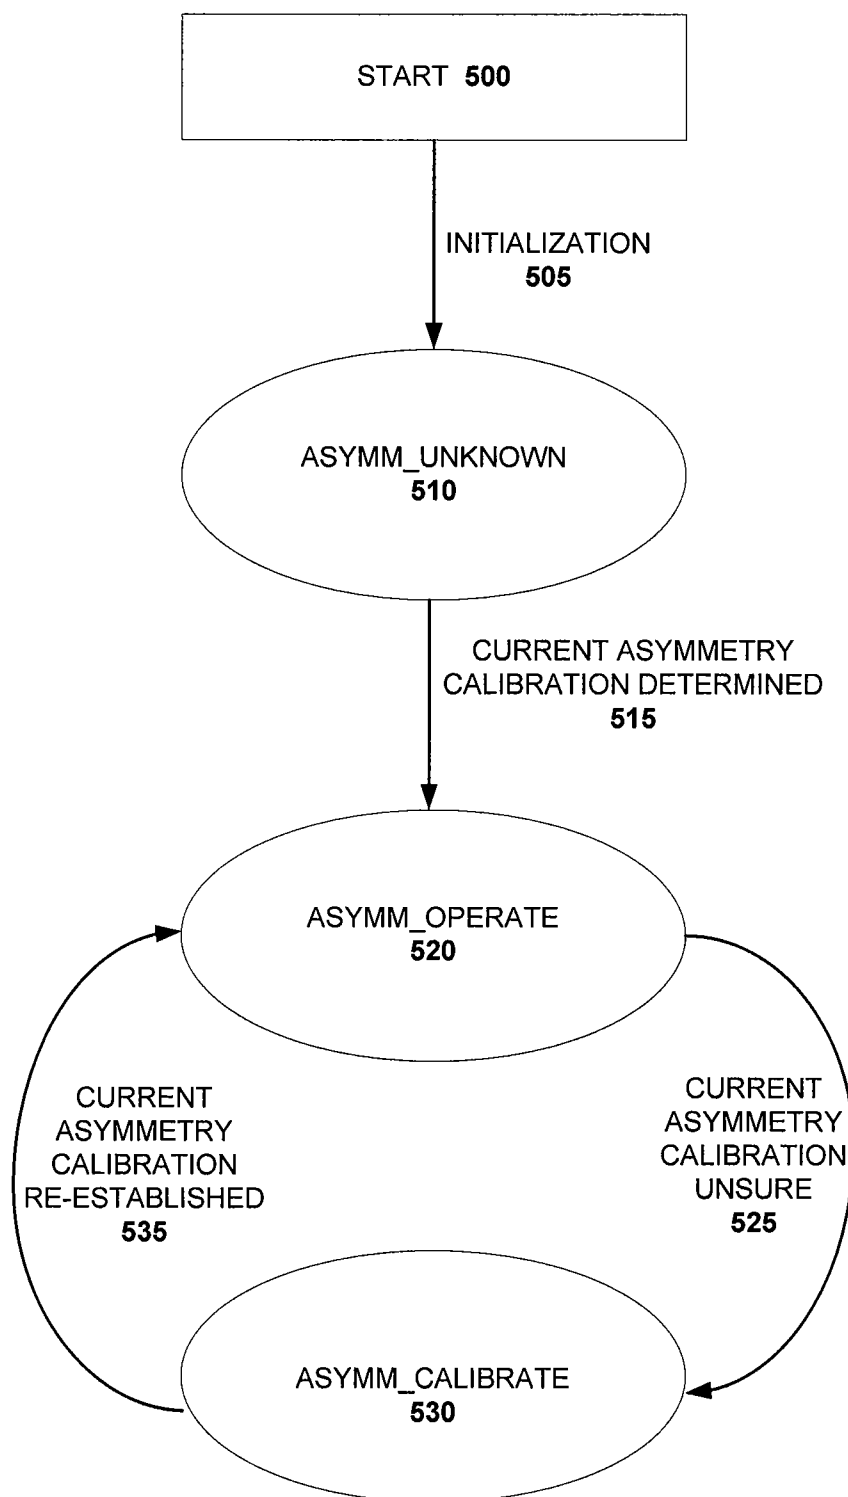 START 500
INITIALIZATION
505
ASYMM_UNKNOWN
510
CURRENT ASYMMETRY
CALIBRATION DETERMINED
515
ASYMM_OPERATE
520
CURRENT
ASYMMETRY
CALIBRATION
RE-ESTABLISHED
535
CURRENT
ASYMMETRY
CALIBRATION
UNSURE
525
ASYMM_CALIBRATE
530